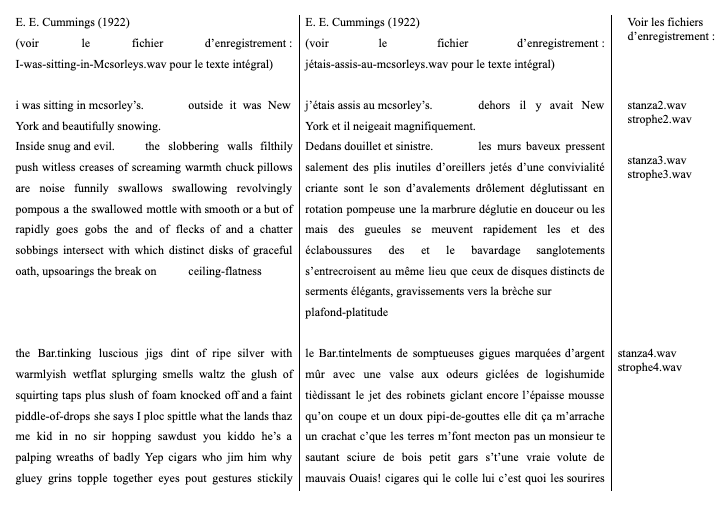 E. E. Cummings (1922)
(voir le fichier d'enregistrement :
I-was-sitting-in-Mcsorleys.wav pour le texte intégral)
i was sitting in mcsorley's. outside it was New
York and beautifully snowing.
Inside snug and evil. the slobbering walls filthily
push witless creases of screaming warmth chuck pillows
are noise funnily swallows swallowing revolvingly
pompous a the swallowed mottle with smooth or a but of
rapidly goes gobs the and of flecks of and a chatter
sobbings intersect with which distinct disks of graceful
oath, upsoarings the break on ceiling-flatness
the Bar.tinking luscious jigs dint of ripe silver with
warmlyish wetflat splurging smells waltz the glush of
squirting taps plus slush of foam knocked off and a faint
piddle-of-drops she says I ploc spittle what the lands thaz
me kid in no sir hopping sawdust you kiddo he's a
palping wreaths of badly Yep cigars who jim him why
gluey grins topple together eyes pout gestures stickily
E. E. Cummings (1922)
(voir le fichier d'enregistrement :
jétais-assis-au-mcsorleys.wav pour le texte intégral)
j'étais assis au mcsorley's. dehors il y avait New
York et il neigeait magnifiquement.
Dedans douillet et sinistre. les murs baveux pressent
salement des plis inutiles d'oreillers jetés d'une convivialité
criante sont le son d'avalements drôlement déglutissant en
rotation pompeuse une la marbrure déglutie en douceur ou les
mais des gueules se meuvent rapidement les et des
éclaboussures des et le bavardage sanglotements
s'entrecroisent au même lieu que ceux de disques distincts de
serments élégants, gravissements vers la brèche sur
plafond-platitude
le Bar.tintelments de somptueuses gigues marquées d'argent
mûr avec une valse aux odeurs giclées de logishumide
tièdissant le jet des robinets giclant encore l'épaisse mousse
qu'on coupe et un doux pipi-de-gouttes elle dit ça m'arrache
un crachat c'que les terres m'font mecton pas un monsieur te
sautant sciure de bois petit gars s't'une vraie volute de
mauvais Ouais! cigares qui le colle lui c'est quoi les sourires
Voir les fichiers
d'enregistrement :
stanza2.wav
strophe2.wav
stanza3.wav
strophe3.wav
stanza4.wav
strophe4.wav